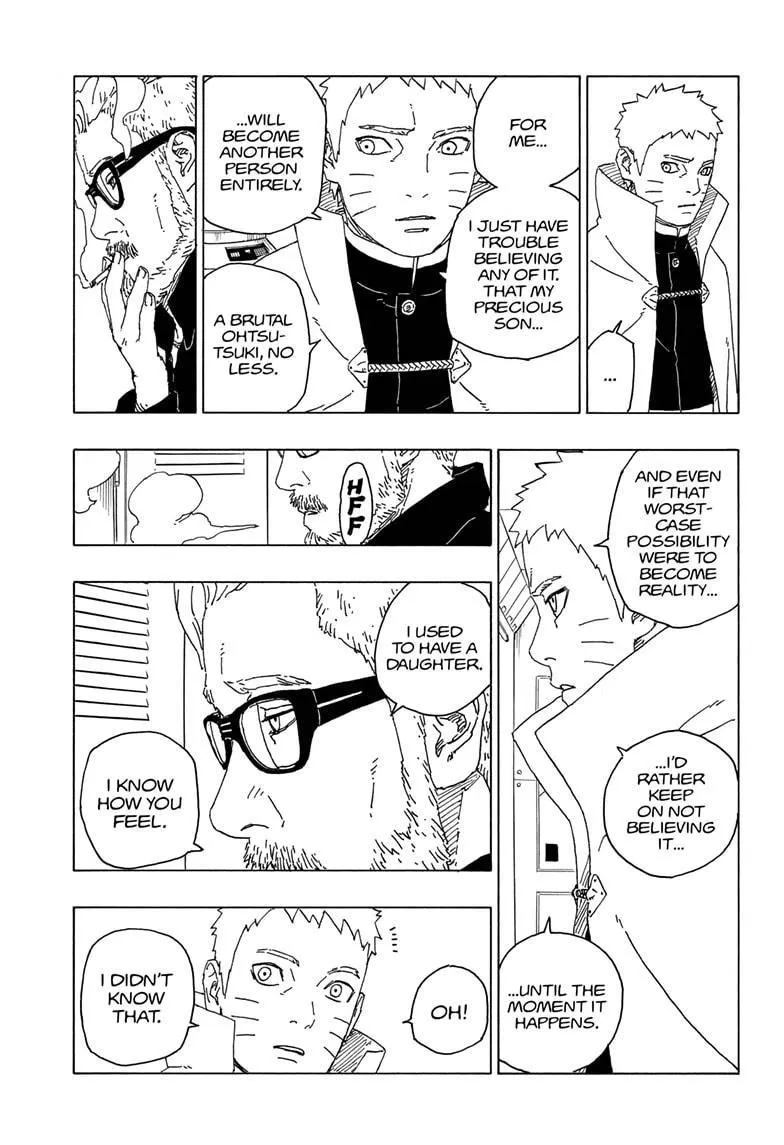 ...
FOR
ME...
I JUST HAVE
TROUBLE
BELIEVING
ANY OF IT.
THAT MY
PRECIOUS
SON...
...WILL
BECOME
ANOTHER
PERSON
ENTIRELY.
A BRUTAL
OHTSU-
TSUKI, NO
LESS.
AND EVEN
IF THAT
WORST-
CASE
POSSIBILITY
WERE TO
BECOME
REALITY...
...I'D
RATHER
KEEP
ON NOT
BELIEVING
IT...
...UNTIL THE
MOMENT IT
HAPPENS.
HFF
I USED
TO HAVE A
DAUGHTER.
I KNOW
HOW YOU
FEEL.
OH!
I DIDN'T
KNOW
THAT.